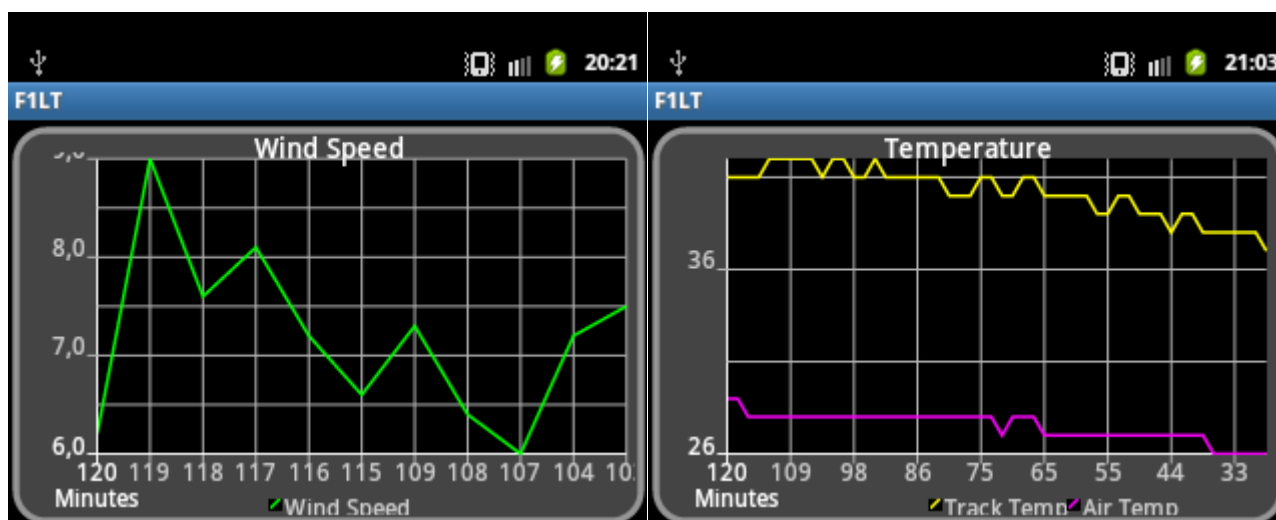 20:21
F1LT
Wind Speed
9,0
8,0
7,0
6,0
120 119 118 117 116 115 109 108 107 104
Minutes
Wind Speed
21:03
F1LT
Temperature
36
26
120 109 98 86 75 65 55 44 33
Minutes
Track Temp Air Temp